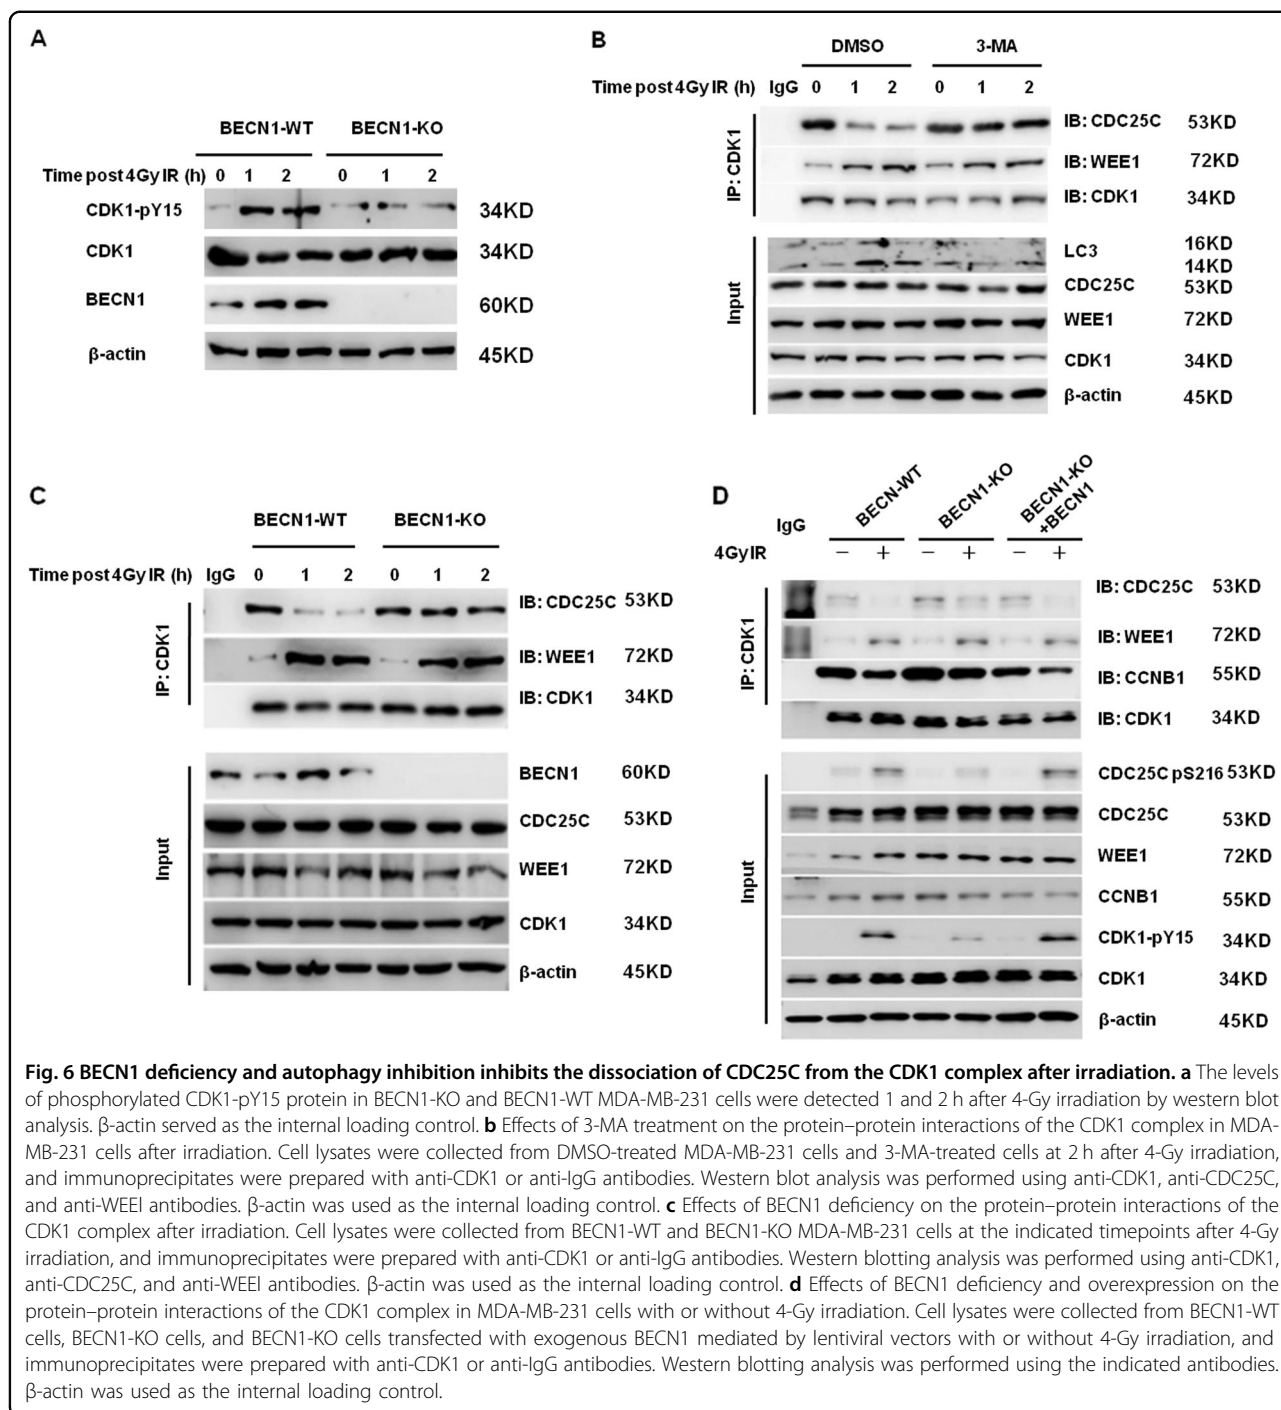 A
BECN1-WT BECN1-KO
Time post 4Gy IR (h) 0 1 2 0 1 2
CDK1-pY15 34KD
CDK1 34KD
BECN1 60KD
β-actin 45KD
B
DMSO 3-MA
Time post 4Gy IR (h) IgG 0 1 2 0 1 2
IP: CDK1
IB: CDC25C 53KD
IB: WEE1 72KD
IB: CDK1 34KD
Input
LC3 16KD
14KD
CDC25C 53KD
WEE1 72KD
CDK1 34KD
β-actin 45KD
C
BECN1-WT BECN1-KO
Time post 4Gy IR (h) IgG 0 1 2 0 1 2
IP: CDK1
IB: CDC25C 53KD
IB: WEE1 72KD
IB: CDK1 34KD
Input
BECN1 60KD
CDC25C 53KD
WEE1 72KD
CDK1 34KD
β-actin 45KD
D
IgG BECN-WT BECN1-KO BECN1-KO
+BECN1
4Gy IR − + − + − +
IP: CDK1
IB: CDC25C 53KD
IB: WEE1 72KD
IB: CCNB1 55KD
IB: CDK1 34KD
Input
CDC25C pS216 53KD
CDC25C 53KD
WEE1 72KD
CCNB1 55KD
CDK1-pY15 34KD
CDK1 34KD
β-actin 45KD
Fig. 6 BECN1 deficiency and autophagy inhibition inhibits the dissociation of CDC25C from the CDK1 complex after irradiation. a The levels
of phosphorylated CDK1-pY15 protein in BECN1-KO and BECN1-WT MDA-MB-231 cells were detected 1 and 2 h after 4-Gy irradiation by western blot
analysis. β-actin served as the internal loading control. b Effects of 3-MA treatment on the protein–protein interactions of the CDK1 complex in MDA-
MB-231 cells after irradiation. Cell lysates were collected from DMSO-treated MDA-MB-231 cells and 3-MA-treated cells at 2 h after 4-Gy irradiation,
and immunoprecipitates were prepared with anti-CDK1 or anti-IgG antibodies. Western blot analysis was performed using anti-CDK1, anti-CDC25C,
and anti-WEEl antibodies. β-actin was used as the internal loading control. c Effects of BECN1 deficiency on the protein–protein interactions of the
CDK1 complex after irradiation. Cell lysates were collected from BECN1-WT and BECN1-KO MDA-MB-231 cells at the indicated timepoints after 4-Gy
irradiation, and immunoprecipitates were prepared with anti-CDK1 or anti-IgG antibodies. Western blotting analysis was performed using anti-CDK1,
anti-CDC25C, and anti-WEEl antibodies. β-actin was used as the internal loading control. d Effects of BECN1 deficiency and overexpression on the
protein–protein interactions of the CDK1 complex in MDA-MB-231 cells with or without 4-Gy irradiation. Cell lysates were collected from BECN1-WT
cells, BECN1-KO cells, and BECN1-KO cells transfected with exogenous BECN1 mediated by lentiviral vectors with or without 4-Gy irradiation, and
immunoprecipitates were prepared with anti-CDK1 or anti-IgG antibodies. Western blotting analysis was performed using the indicated antibodies.
β-actin was used as the internal loading control.